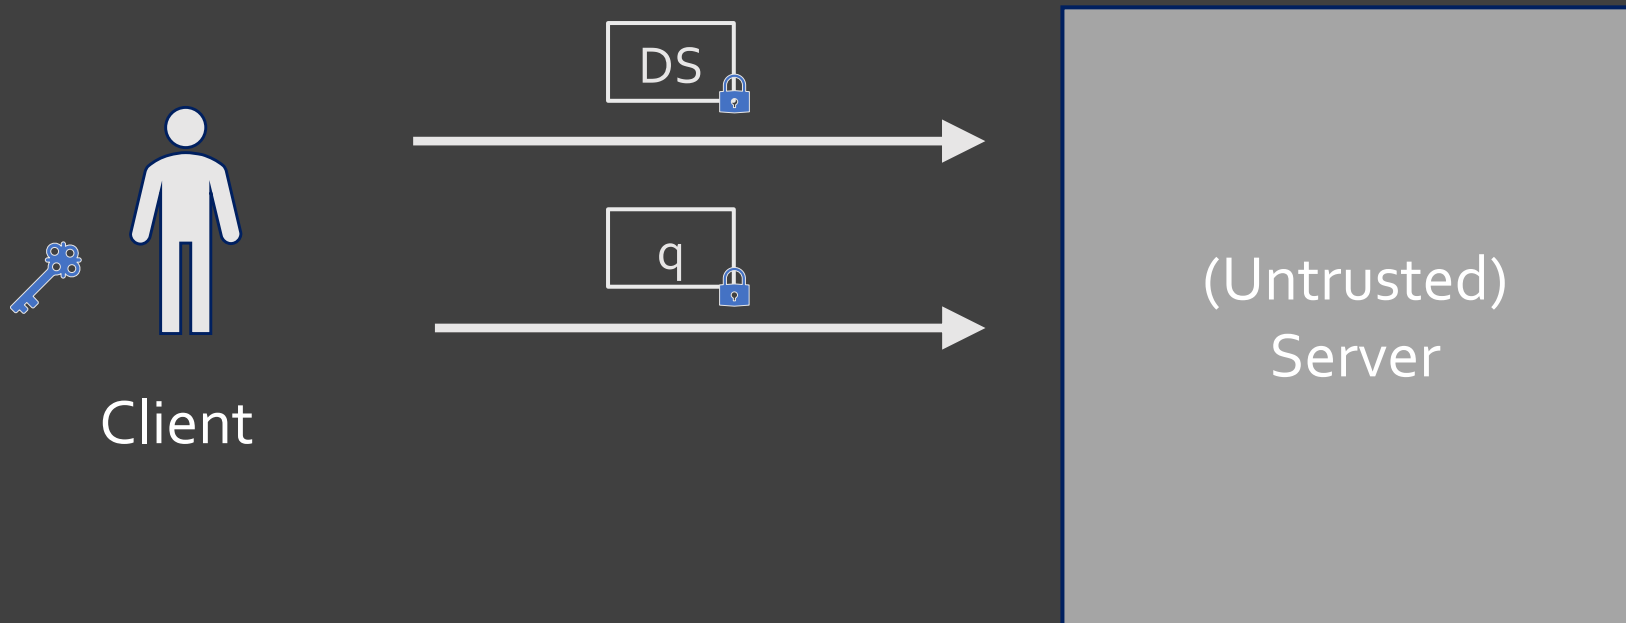 DS
q
(Untrusted)
Server
Client